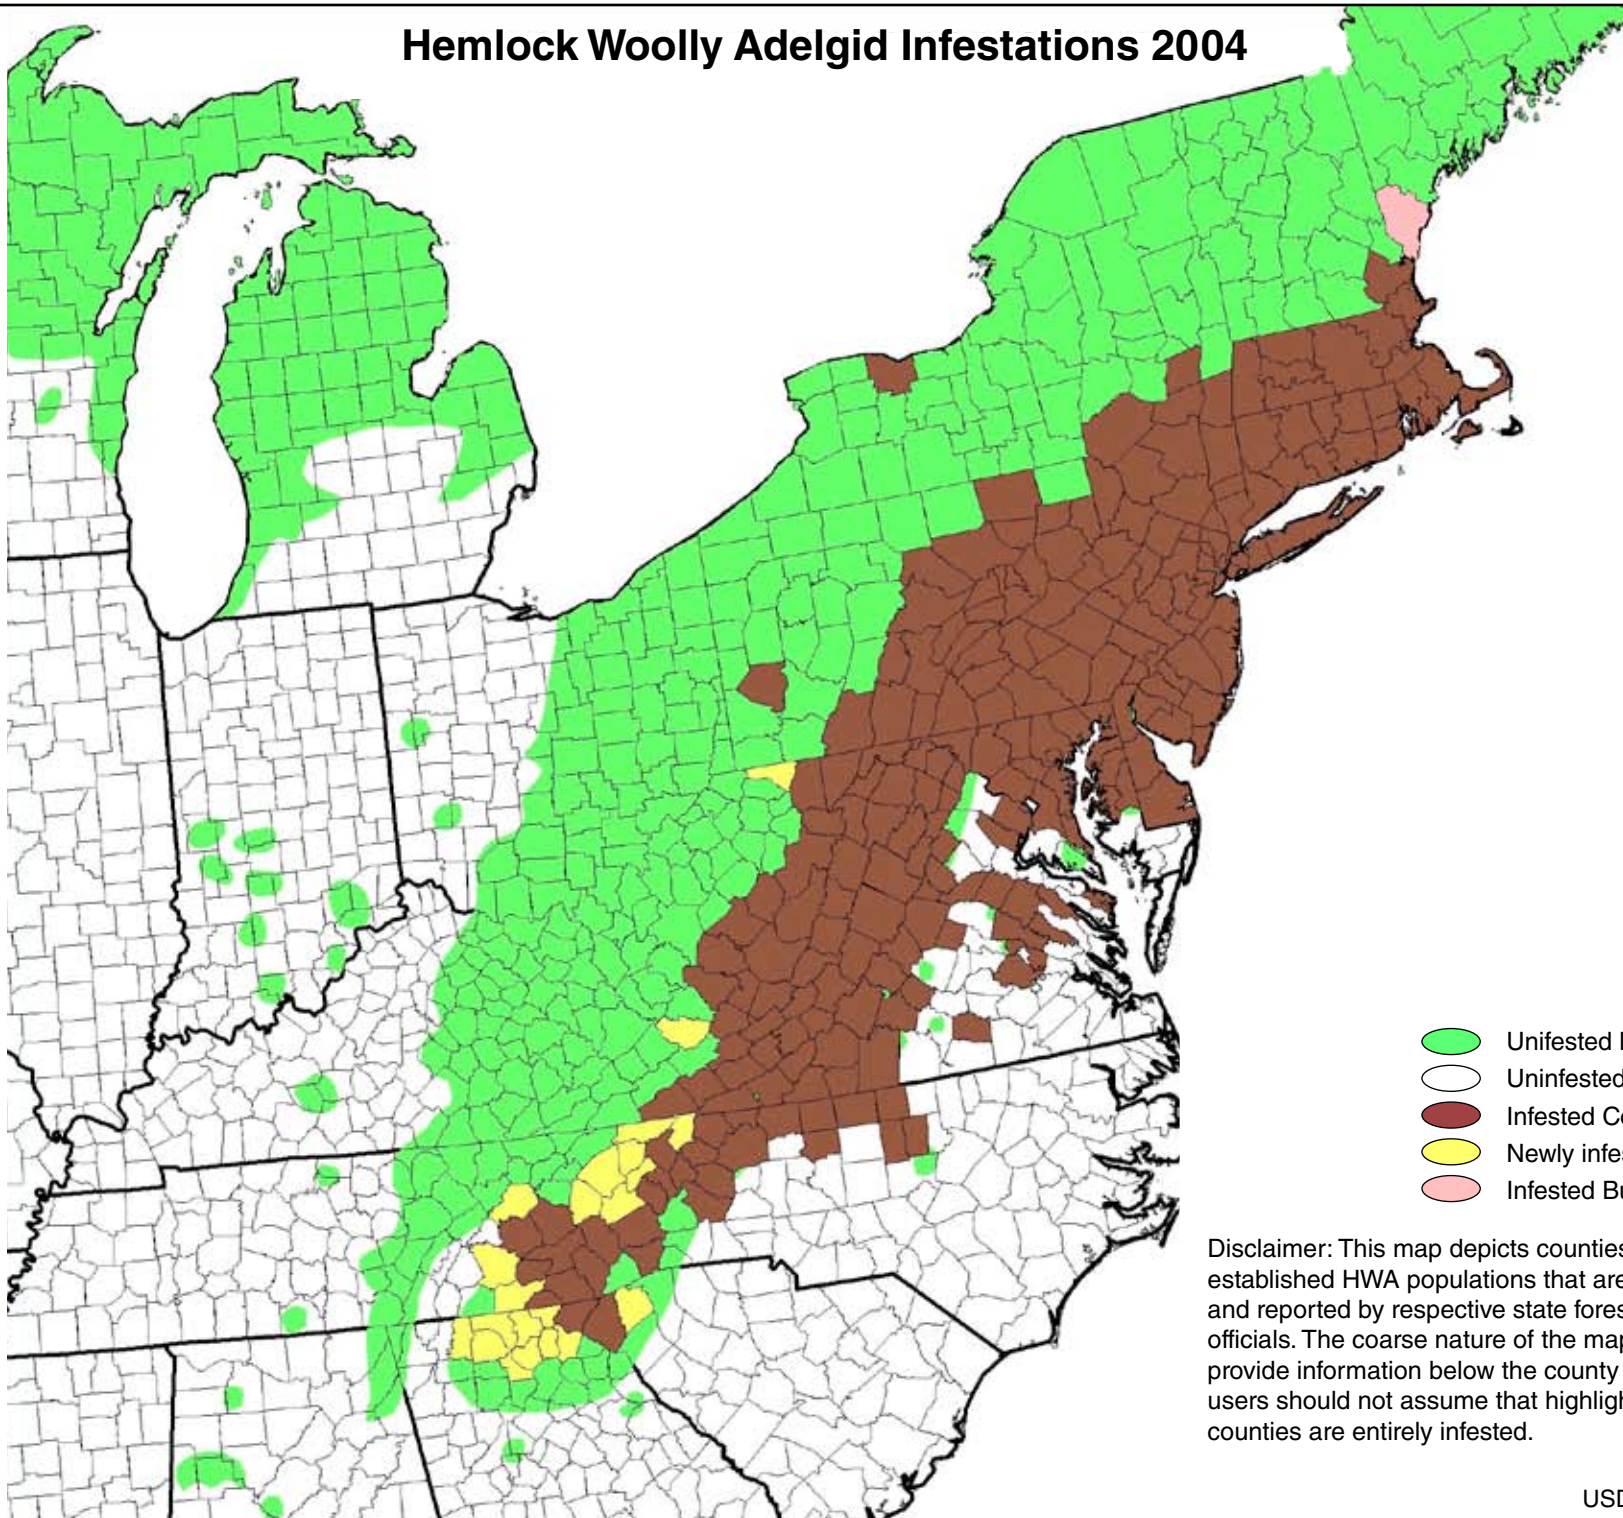 Hemlock Woolly Adelgid Infestations 2004
Unifested
Uninfested
Infested
Newly
Infested
Disclaimer: This map depicts counties
established HWA populations that are
and reported by respective state
officials. The coarse nature of the map
provide information below the county
users should not assume that
counties are entirely infested.